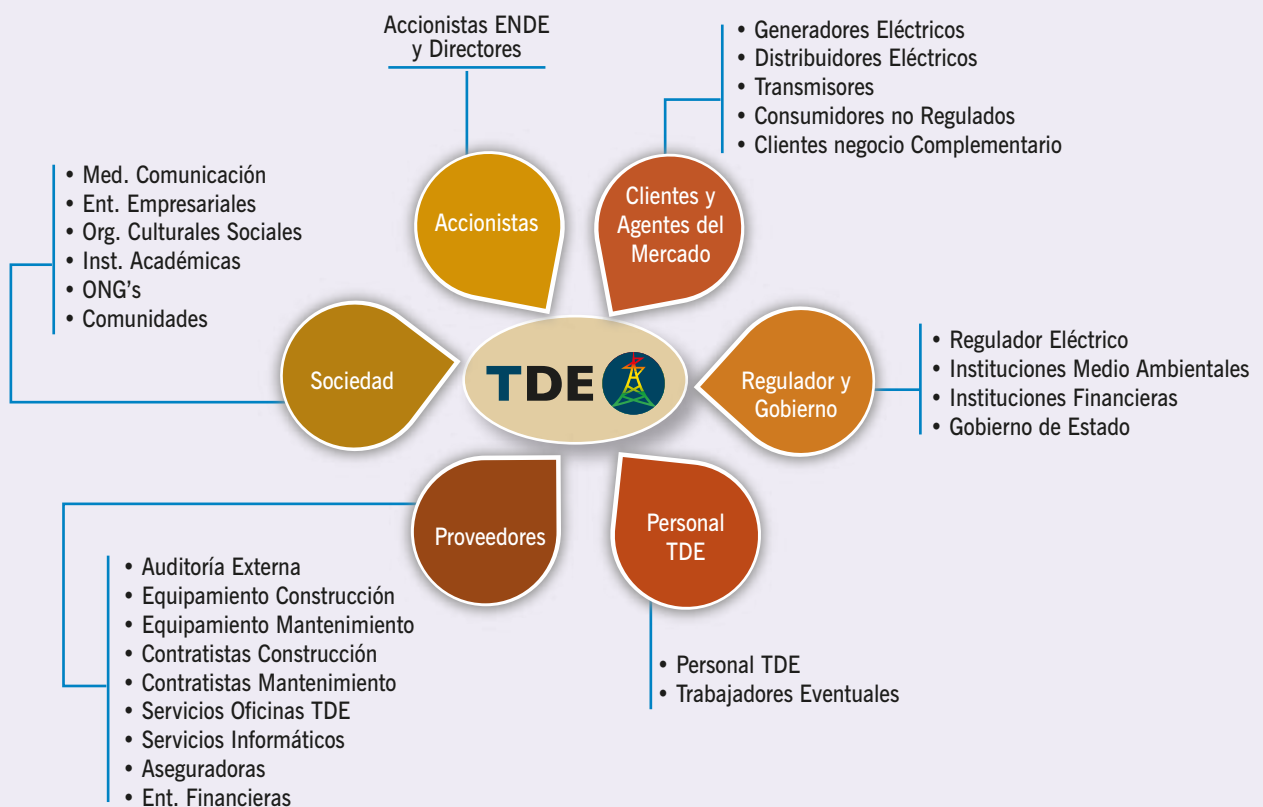 Accionistas ENDE
y Directores
• Generadores Eléctricos
• Distribuidores Eléctricos
• Transmisores
• Consumidores no Regulados
• Clientes negocio Complementario
• Med. Comunicación
• Ent. Empresariales
• Org. Culturales Sociales
• Inst. Académicas
• ONG's
• Comunidades
Accionistas
Clientes y
Agentes del
Mercado
Sociedad
TDE
Regulador y
Gobierno
• Regulador Eléctrico
• Instituciones Medio Ambientales
• Instituciones Financieras
• Gobierno de Estado
Proveedores
Personal
TDE
• Auditoría Externa
• Equipamiento Construcción
• Equipamiento Mantenimiento
• Contratistas Construcción
• Contratistas Mantenimiento
• Servicios Oficinas TDE
• Servicios Informáticos
• Aseguradoras
• Ent. Financieras
• Personal TDE
• Trabajadores Eventuales